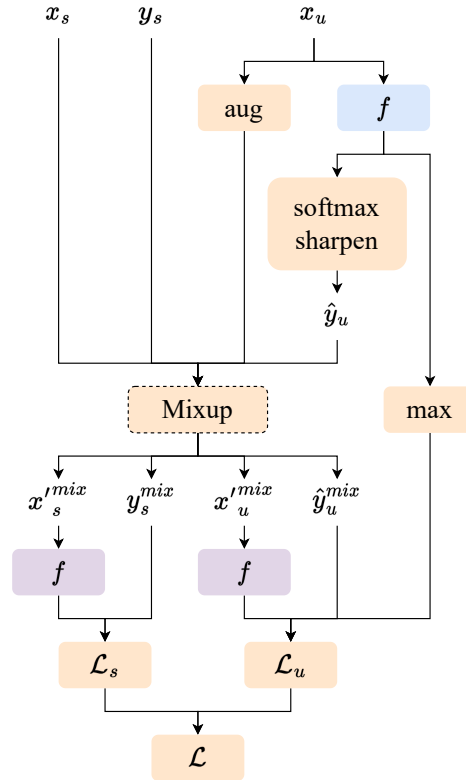 x_s y_s x_u
aug f
softmax
sharpen
ŷ_u
Mixup max
x'_s^{mix} y_s^{mix} x'_u^{mix} ŷ_u^{mix}
f f
ℒ_s ℒ_u
ℒ